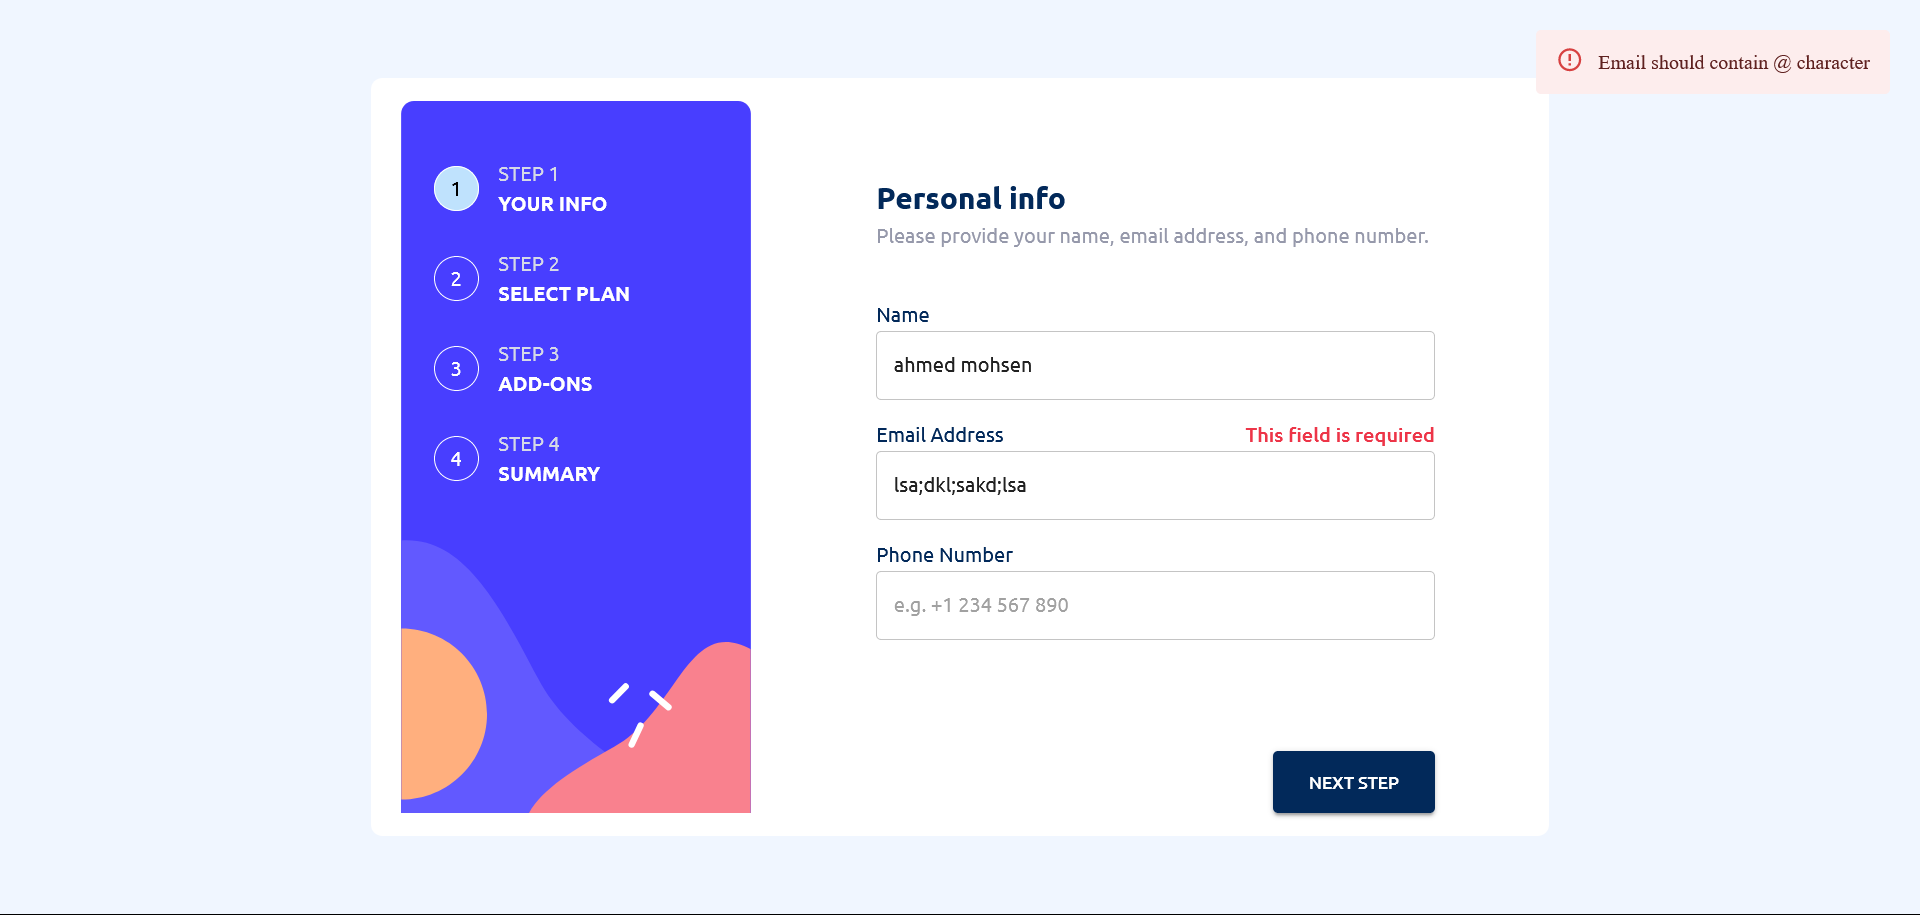 Email should contain @ character
1
STEP 1
YOUR INFO
2
STEP 2
SELECT PLAN
3
STEP 3
ADD-ONS
4
STEP 4
SUMMARY
Personal info
Please provide your name, email address, and phone number.
Name
ahmed mohsen
Email Address
This field is required
lsa;dkl;sakd;lsa
Phone Number
e.g. +1 234 567 890
NEXT STEP